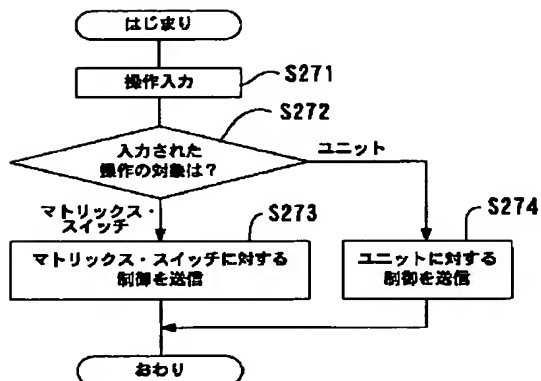 はじまり
操作入力
S271
S272
入力された
操作の対象は？
ユニット
マトリックス・
スイッチ
S273
マトリックス・スイッチに対する
制御を送信
S274
ユニットに対する
制御を送信
おわり